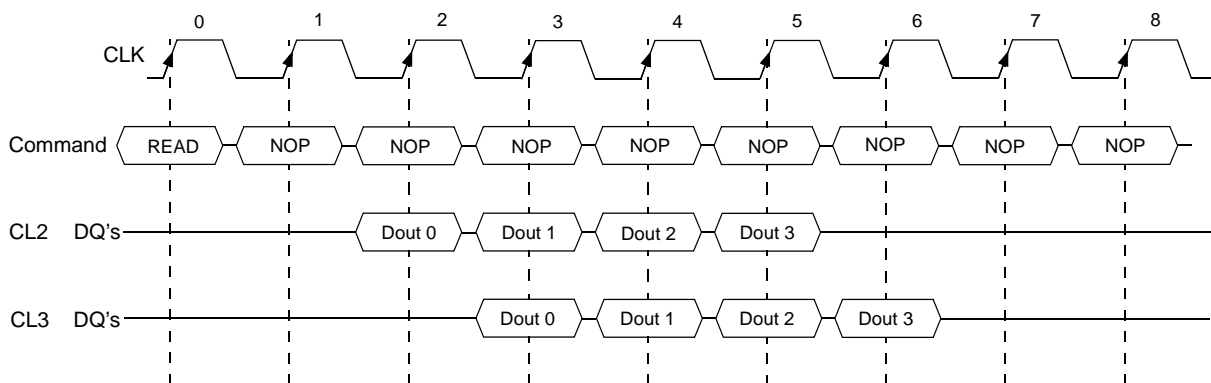 0 1 2 3 4 5 6 7 8
CLK
Command READ NOP NOP NOP NOP NOP NOP NOP NOP
CL2 DQ's Dout 0 Dout 1 Dout 2 Dout 3
CL3 DQ's Dout 0 Dout 1 Dout 2 Dout 3